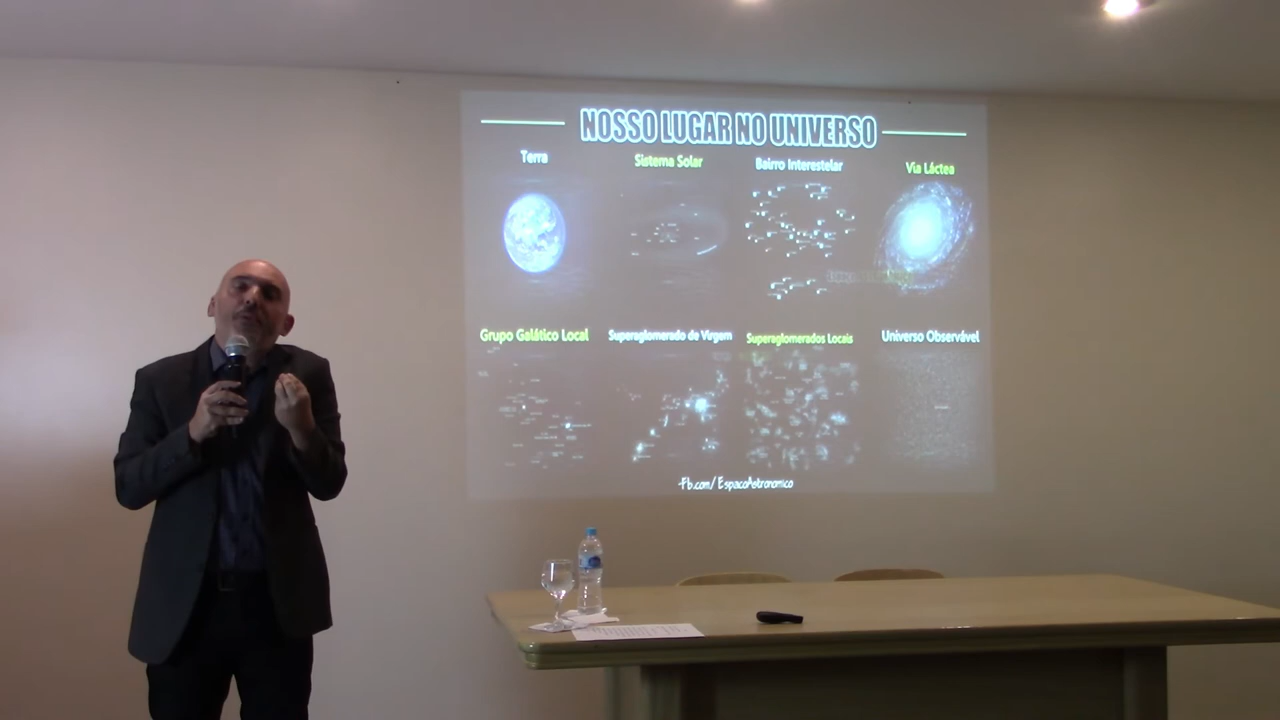 NOSSO LUGAR NO UNIVERSO
Terra
Sistema Solar
Bairro Interestelar
Via Láctea
Grupo Galático Local
Superaglomerado de Virgem
Superaglomerados Locais
Universo Observável
Fb.com/EspacoAstronomico